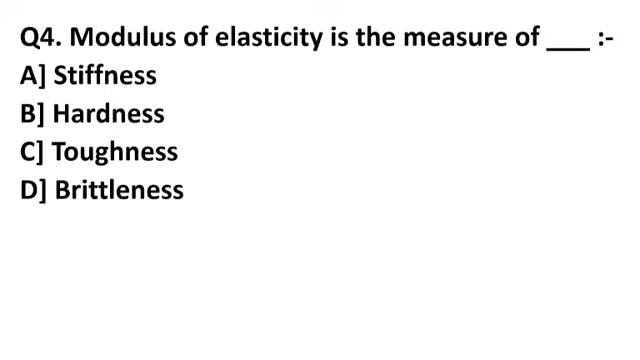 Q4. Modulus of elasticity is the measure of ___ :-
A] Stiffness
B] Hardness
C] Toughness
D] Brittleness